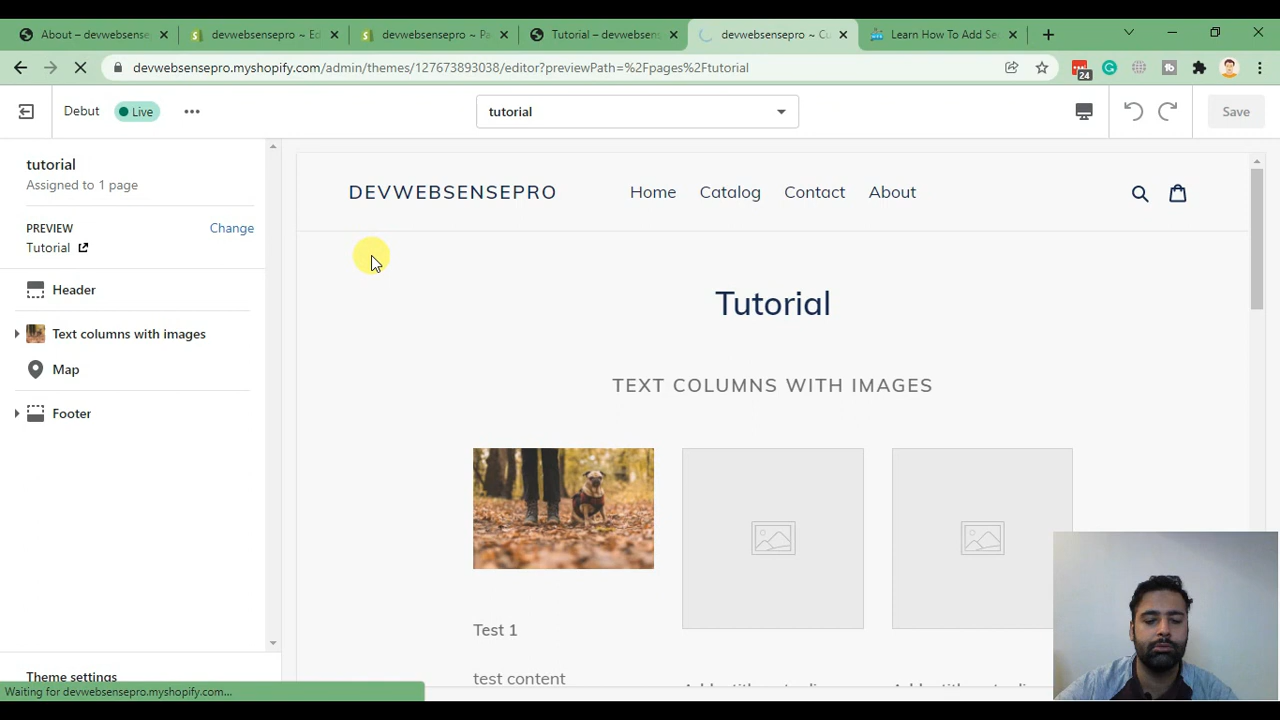 About – devwebsense
devwebsensepro ~ Ed
devwebsensepro ~ Pa
Tutorial – devwebsens
devwebsensepro ~ Cu
Learn How To Add Se
devwebsensepro.myshopify.com/admin/themes/127673893038/editor?previewPath=%2Fpages%2Ftutorial
24
Debut
Live
tutorial
Save
tutorial
Assigned to 1 page
PREVIEW
Change
Tutorial
Header
Text columns with images
Map
Footer
Theme settings
Waiting for devwebsensepro.myshopify.com...
DEVWEBSENSEPRO
Home
Catalog
Contact
About
Tutorial
TEXT COLUMNS WITH IMAGES
Test 1
test content